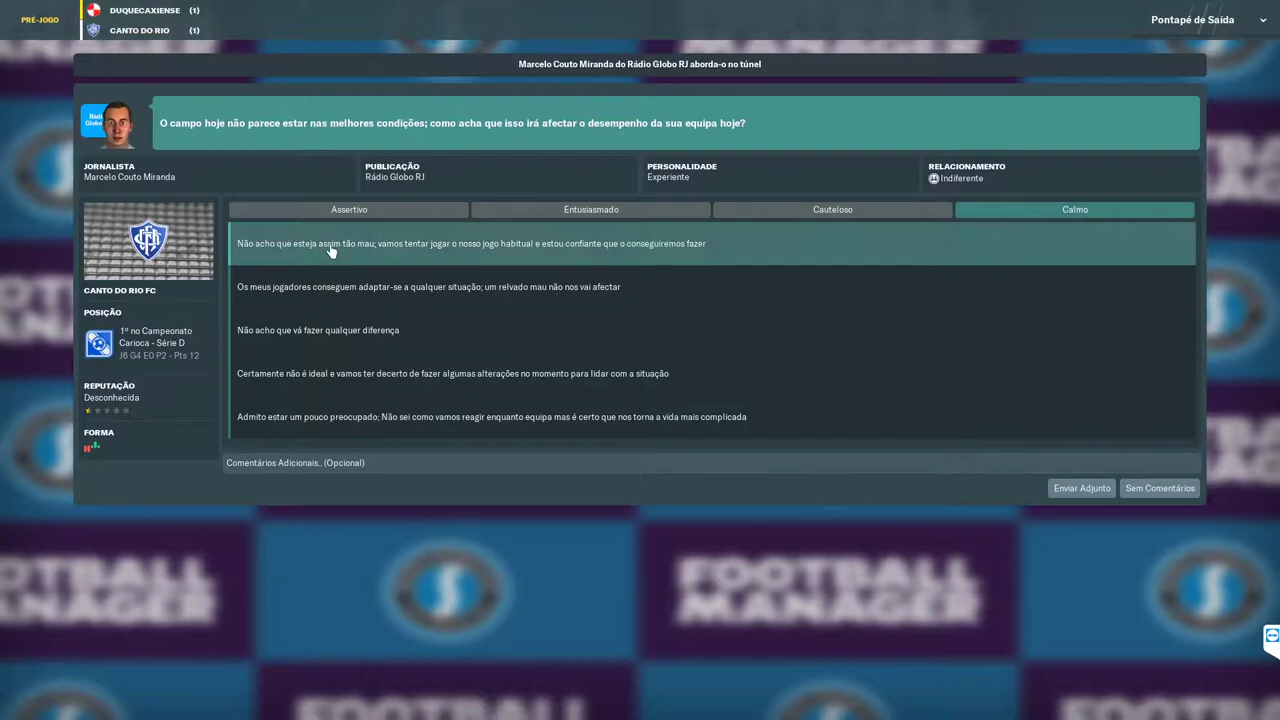 PRÉ-JOGO
DUQUECAXIENSE (1)
CANTO DO RIO (1)
Pontapé de Saída
Marcelo Couto Miranda do Rádio Globo RJ aborda-o no túnel
O campo hoje não parece estar nas melhores condições; como acha que isso irá afectar o desempenho da sua equipa hoje?
JORNALISTA
Marcelo Couto Miranda
PUBLICAÇÃO
Rádio Globo RJ
PERSONALIDADE
Experiente
RELACIONAMENTO
Indiferente
Assertivo
Entusiasmado
Cauteloso
Calmo
Não acho que esteja assim tão mau; vamos tentar jogar o nosso jogo habitual e estou confiante que o conseguiremos fazer
Os meus jogadores conseguem adaptar-se a qualquer situação; um relvado mau não nos vai afectar
Não acho que vá fazer qualquer diferença
Certamente não é ideal e vamos ter decerto de fazer algumas alterações no momento para lidar com a situação
Admito estar um pouco preocupado; Não sei como vamos reagir enquanto equipa mas é certo que nos torna a vida mais complicada
CANTO DO RIO FC
POSIÇÃO
1º no Campeonato
Carioca - Série D
J6 G4 E0 P2 - Pts 12
REPUTAÇÃO
Desconhecida
FORMA
Comentários Adicionais.. (Opcional)
Enviar Adjunto
Sem Comentários
FOOTBALL
MANAGER